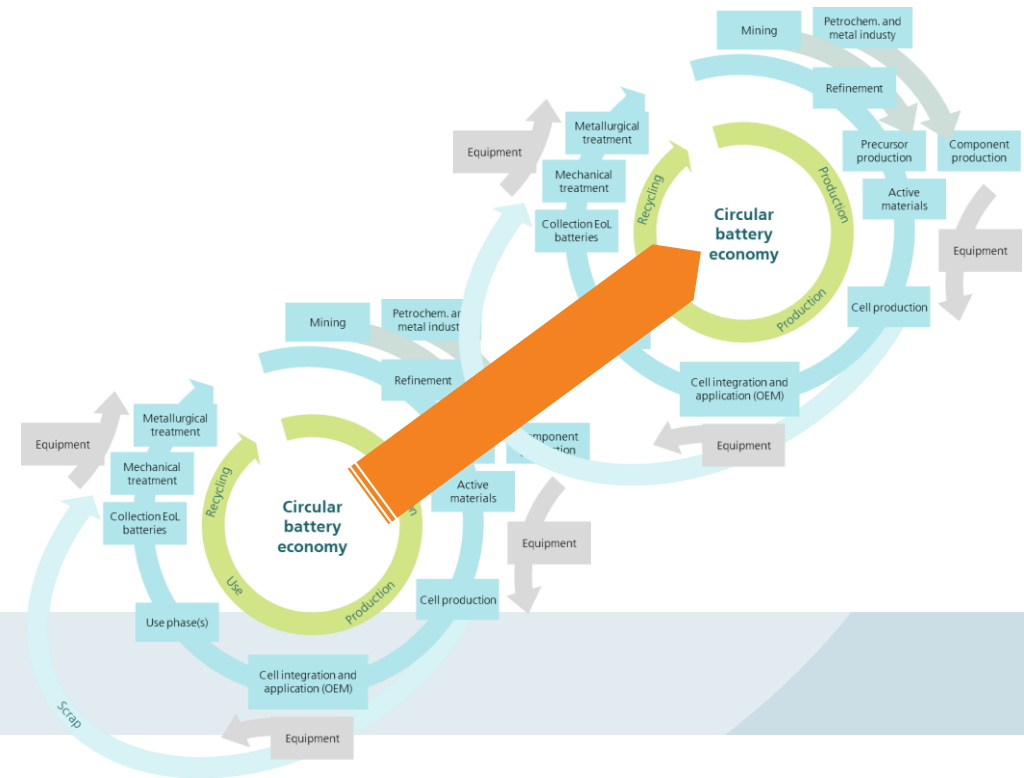 Mining
Petrochem. and
metal industy
Refinement
Metallurgical
treatment
Equipment
Precursor
production
Component
production
Mechanical
treatment
Active
materials
Collection EoL
batteries
Recycling
Production
Circular
battery
economy
Equipment
Production
Cell production
Cell integration and
application (OEM)
Equipment
Mining
Petrochem.
metal
Refinement
Metallurgical
treatment
Equipment
Mechanical
treatment
Active
materials
Collection EoL
batteries
Recycling
Circular
battery
economy
Equipment
Use
Production
Cell production
Use phase(s)
Cell integration and
application (OEM)
Scrap
Equipment